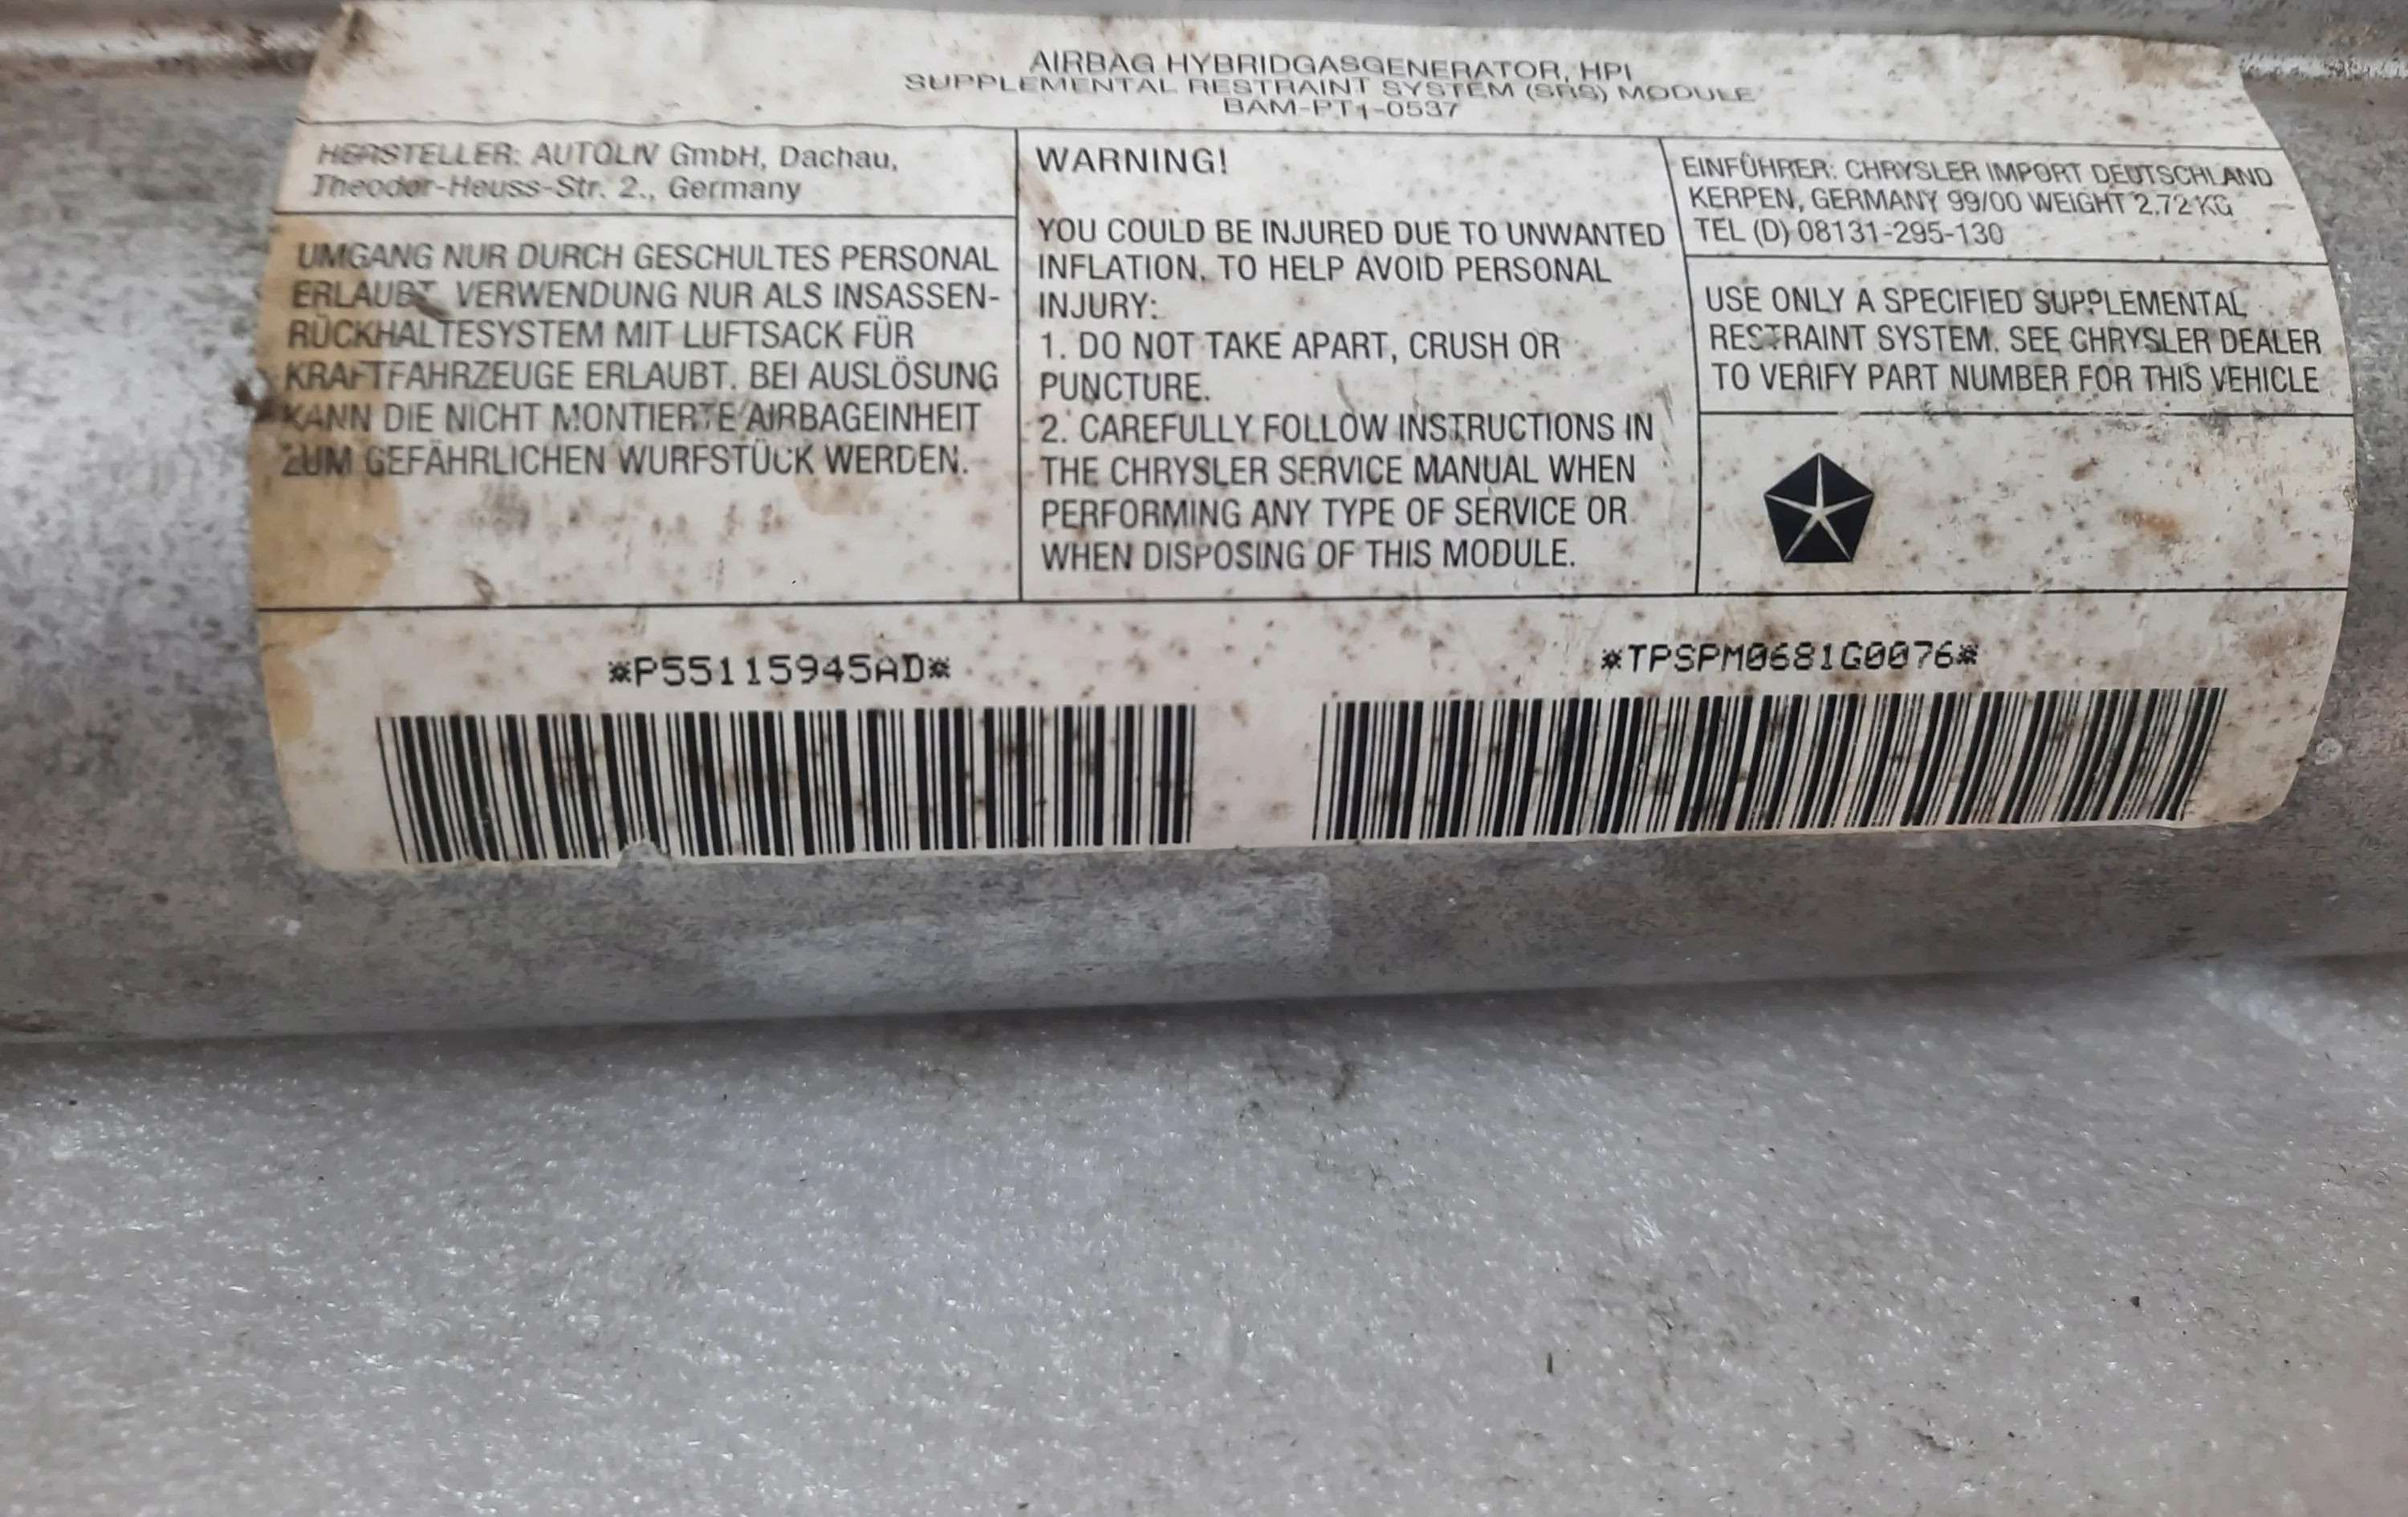 AIRBAG HYBRIDGASGENERATOR, HPI
SUPPLEMENTAL RESTRAINT SYSTEM (SRS) MODULE
BAM-PT1-0537
HERSTELLER: AUTOLIV GmbH, Dachau,
Theodor-Heuss-Str. 2., Germany
UMGANG NUR DURCH GESCHULTES PERSONAL
ERLAUBT. VERWENDUNG NUR ALS INSASSEN-
RÜCKHALTESYSTEM MIT LUFTSACK FÜR
KRAFTFAHRZEUGE ERLAUBT. BEI AUSLÖSUNG
KANN DIE NICHT MONTIERTE AIRBAGEINHEIT
ZUM GEFÄHRLICHEN WURFSTÜCK WERDEN.
WARNING!
YOU COULD BE INJURED DUE TO UNWANTED
INFLATION. TO HELP AVOID PERSONAL
INJURY:
1. DO NOT TAKE APART, CRUSH OR
PUNCTURE.
2. CAREFULLY FOLLOW INSTRUCTIONS IN
THE CHRYSLER SERVICE MANUAL WHEN
PERFORMING ANY TYPE OF SERVICE OR
WHEN DISPOSING OF THIS MODULE.
EINFÜHRER: CHRYSLER IMPORT DEUTSCHLAND
KERPEN, GERMANY 99/00 WEIGHT 2.72 KG
TEL (D) 08131-295-130
USE ONLY A SPECIFIED SUPPLEMENTAL
RESTRAINT SYSTEM. SEE CHRYSLER DEALER
TO VERIFY PART NUMBER FOR THIS VEHICLE
*P55115945AD*
*TPSPM0681G0076*